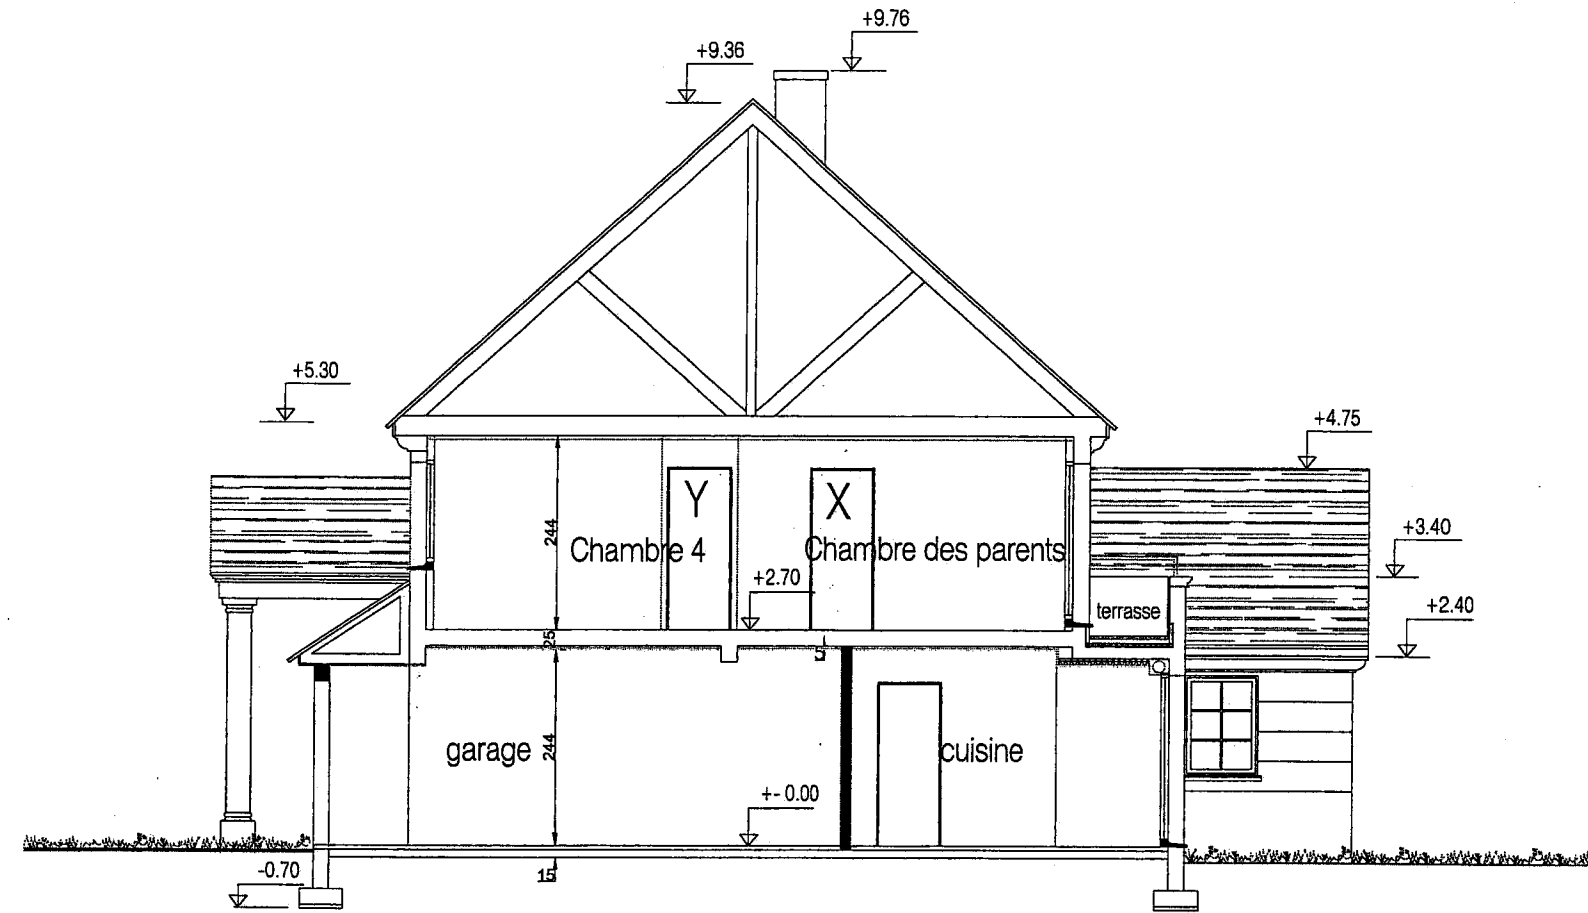 +9.76
+9.36
+5.30
+4.75
Y
X
244
Chambre 4
Chambre des parents
+3.40
+2.70
terrasse
+2.40
25
5
garage
244
cuisine
+- 0.00
-0.70
15